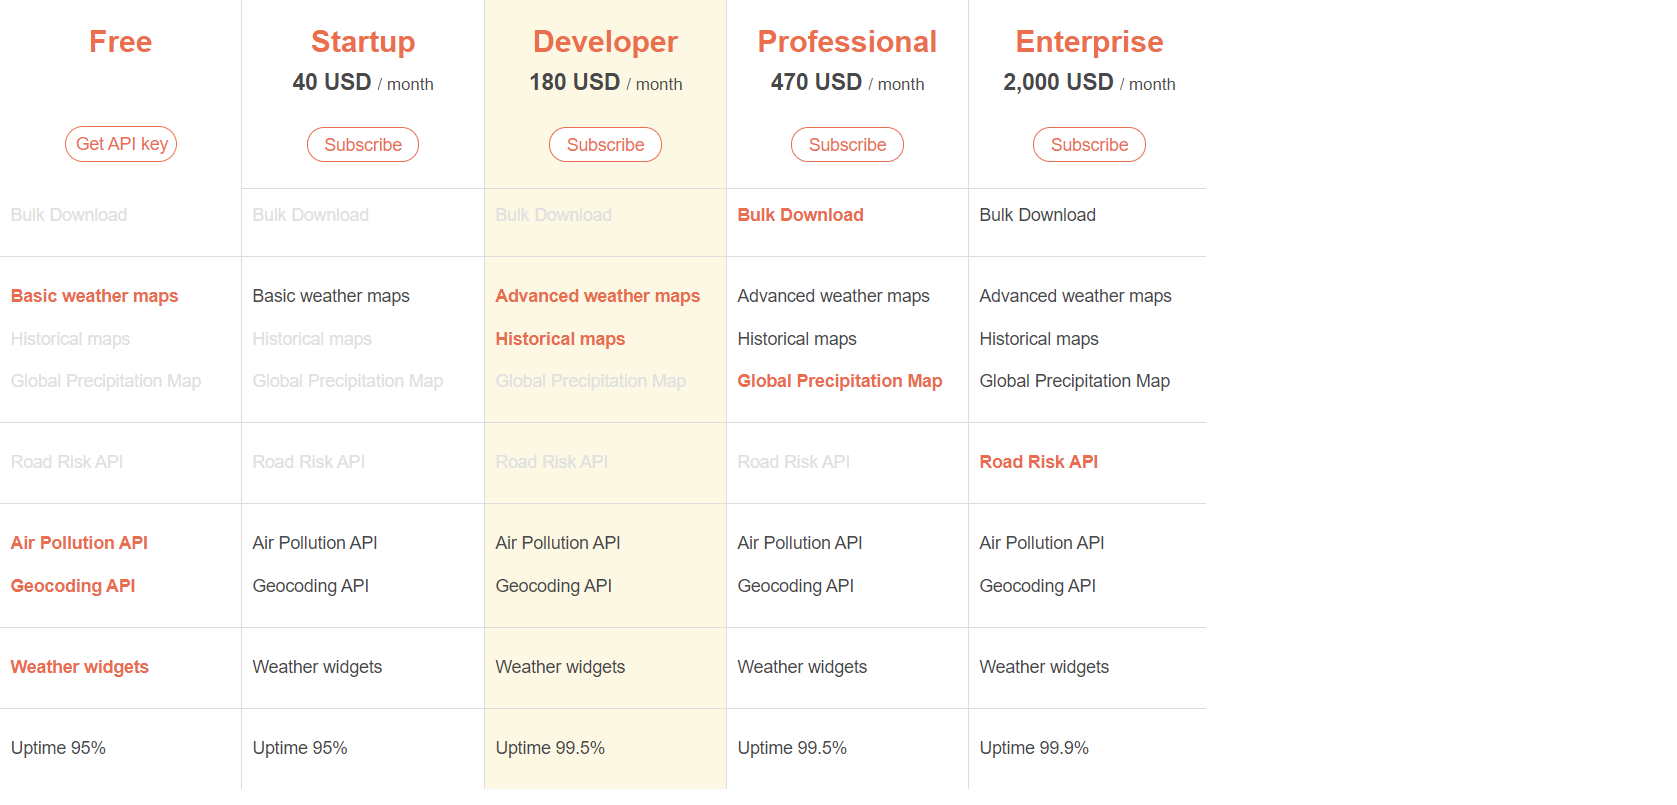 Free Startup Developer Professional Enterprise
40 USD / month 180 USD / month 470 USD / month 2,000 USD / month
Get API key Subscribe Subscribe Subscribe Subscribe
Bulk Download Bulk Download Bulk Download Bulk Download Bulk Download
Basic weather maps Basic weather maps Advanced weather maps Advanced weather maps Advanced weather maps
Historical maps Historical maps Historical maps Historical maps Historical maps
Global Precipitation Map Global Precipitation Map Global Precipitation Map Global Precipitation Map Global Precipitation Map
Road Risk API Road Risk API Road Risk API Road Risk API Road Risk API
Air Pollution API Air Pollution API Air Pollution API Air Pollution API Air Pollution API
Geocoding API Geocoding API Geocoding API Geocoding API Geocoding API
Weather widgets Weather widgets Weather widgets Weather widgets Weather widgets
Uptime 95% Uptime 95% Uptime 99.5% Uptime 99.5% Uptime 99.9%